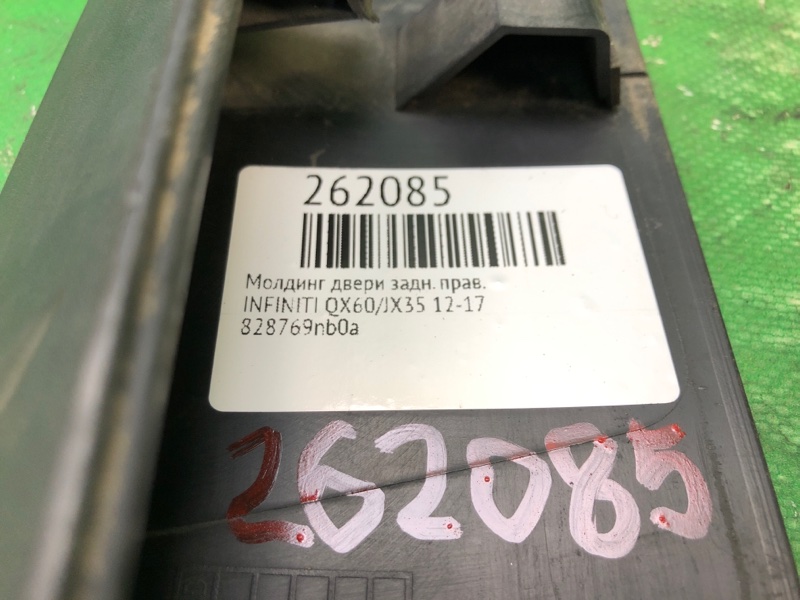 262085
Молдинг двери задн. прав.
INFINITI QX60/JX35 12-17
828769nb0a
262085